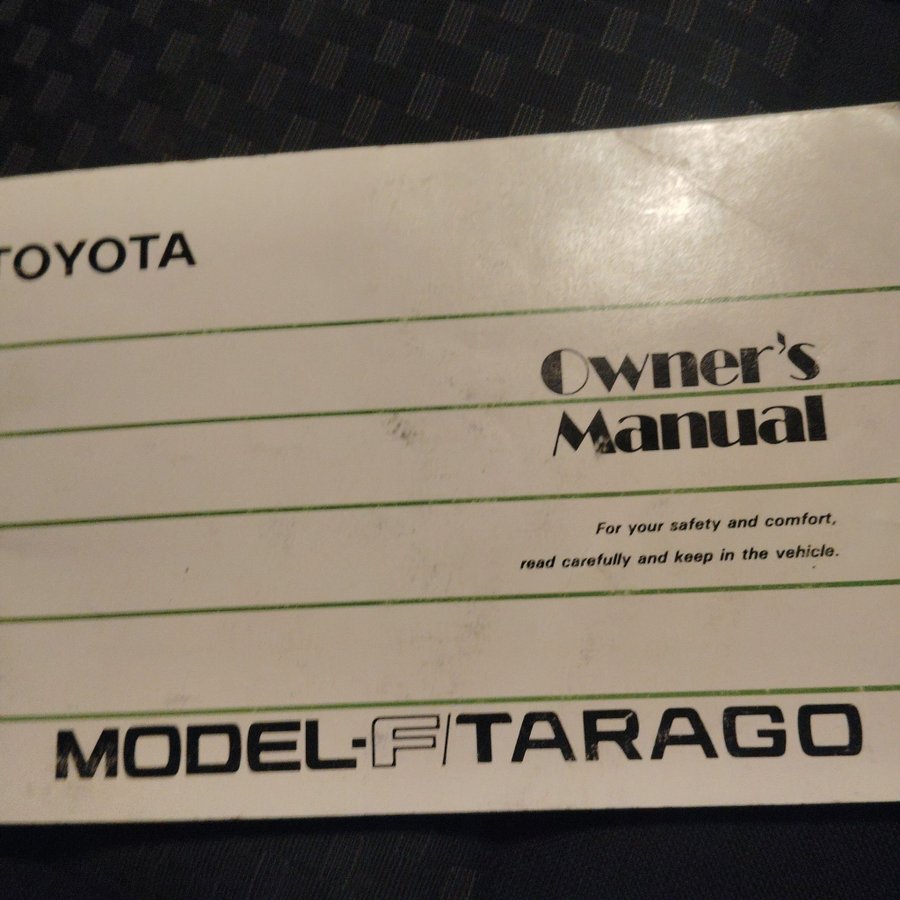 TOYOTA
Owner's
Manual
For your safety and comfort,
read carefully and keep in the vehicle.
MODEL-F/TARAGO